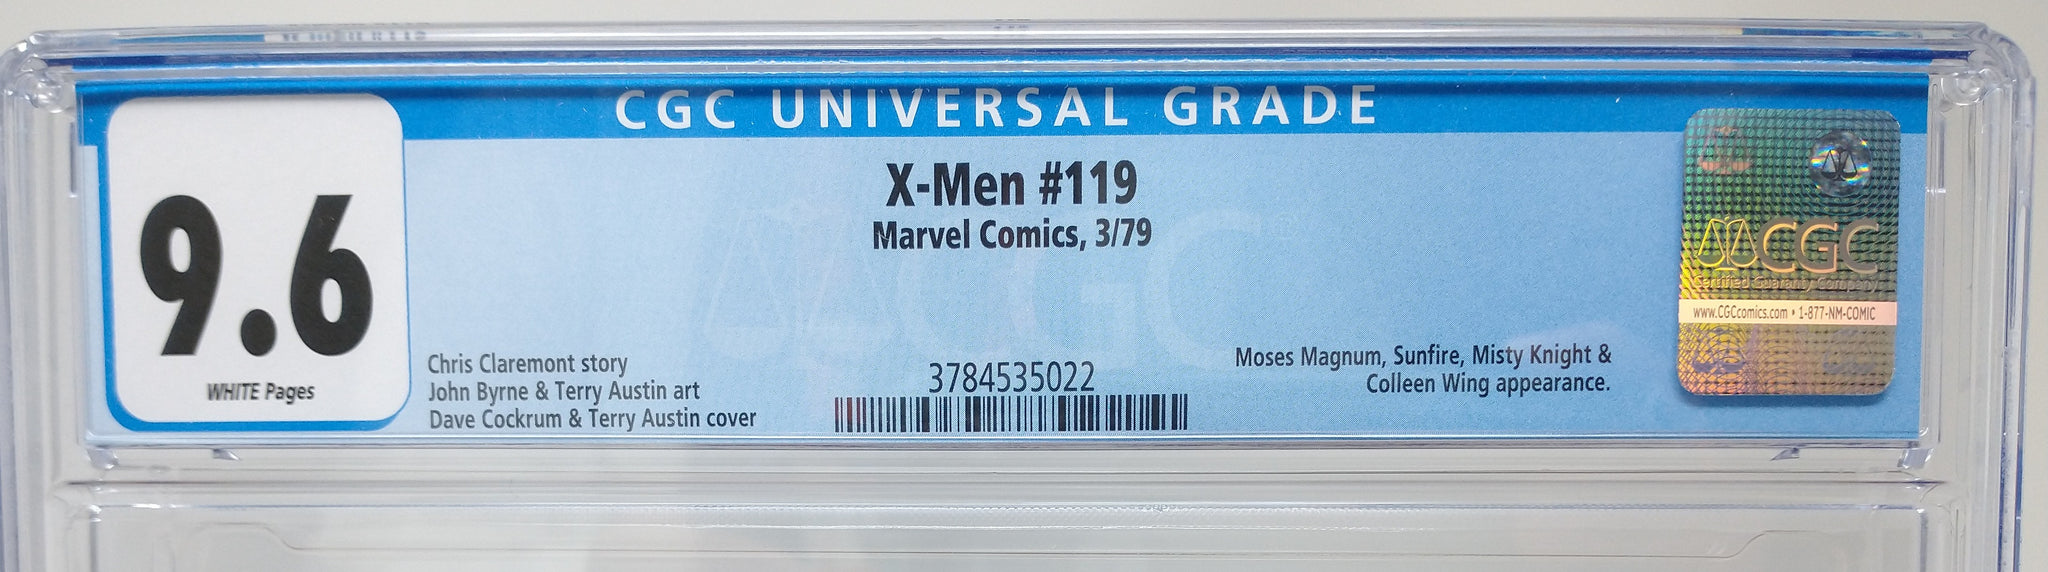 CGC UNIVERSAL GRADE
9.6
WHITE Pages
X-Men #119
Marvel Comics, 3/79
Chris Claremont story
John Byrne & Terry Austin art
Dave Cockrum & Terry Austin cover
3784535022
Moses Magnum, Sunfire, Misty Knight &
Colleen Wing appearance.
CGC
Certified Guaranty Company
www.CGCcomics.com • 1-877-NM-COMIC
CGC